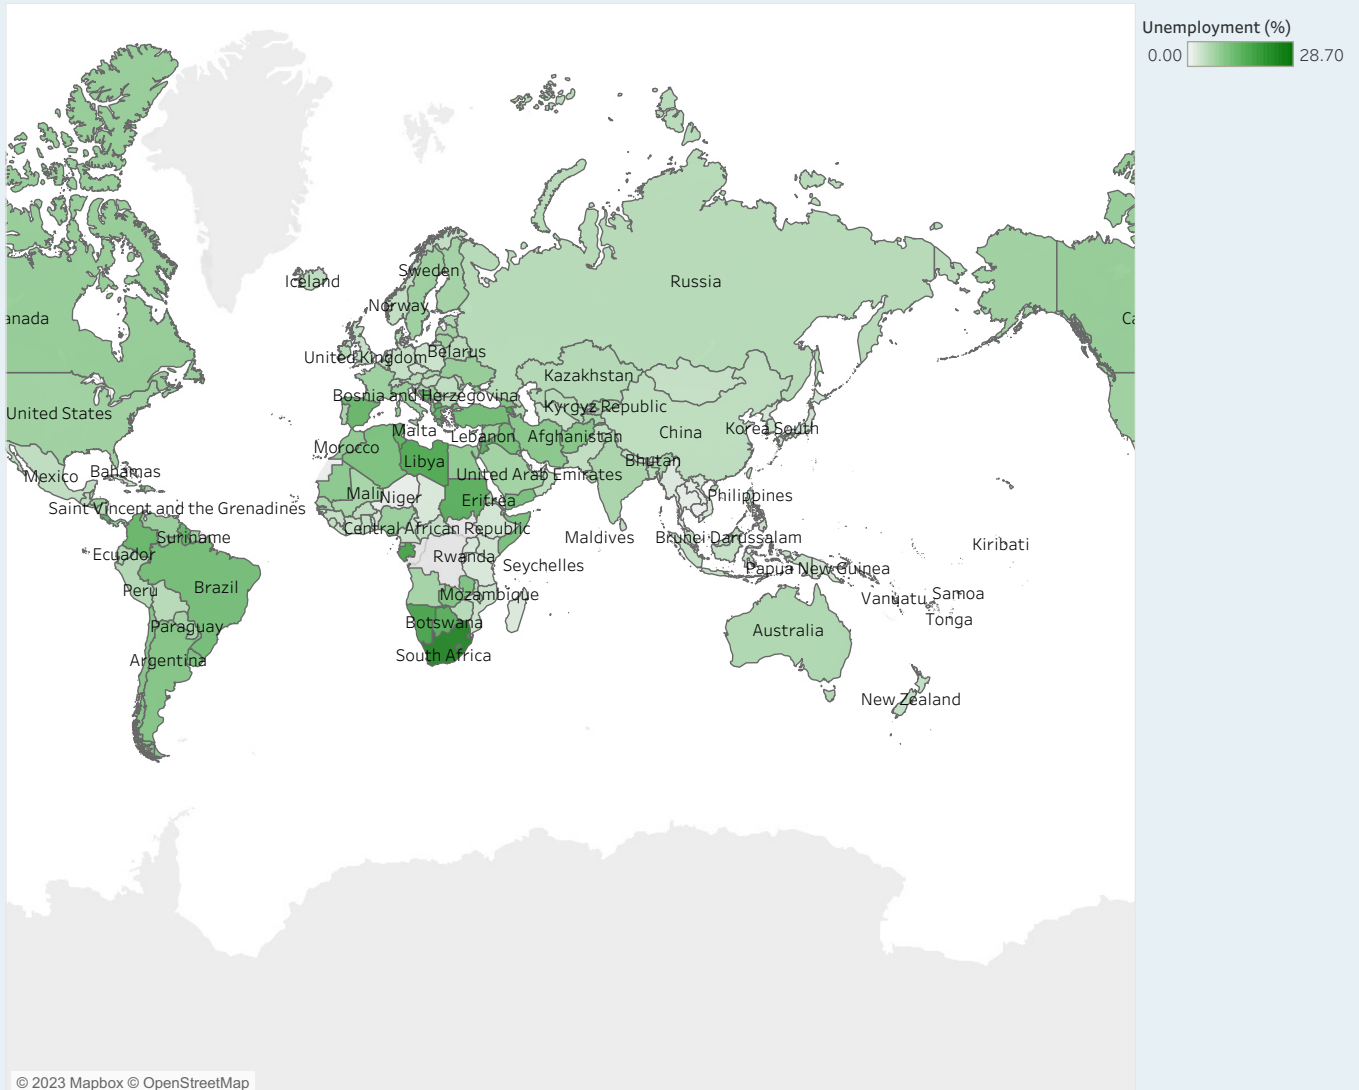 Unemployment (%)
0.00
28.70
Iceland
Sweden
Russia
Norway
anada
Ca
United Kingdom
Belarus
Kazakhstan
Bosnia and Herzegovina
Kyrgyz Republic
United States
Malta
Lebanon
Afghanistan
China
Korea South
Morocco
Libya
Bhutan
Mexico
Bahamas
United Arab Emirates
Mali
Niger
Eritrea
Philippines
Saint Vincent and the Grenadines
Central African Republic
Suriname
Maldives
Brunei Darussalam
Kiribati
Ecuador
Rwanda
Seychelles
Papua New Guinea
Peru
Brazil
Mozambique
Vanuatu
Samoa
Tonga
Paraguay
Botswana
Australia
Argentina
South Africa
New Zealand
© 2023 Mapbox © OpenStreetMap